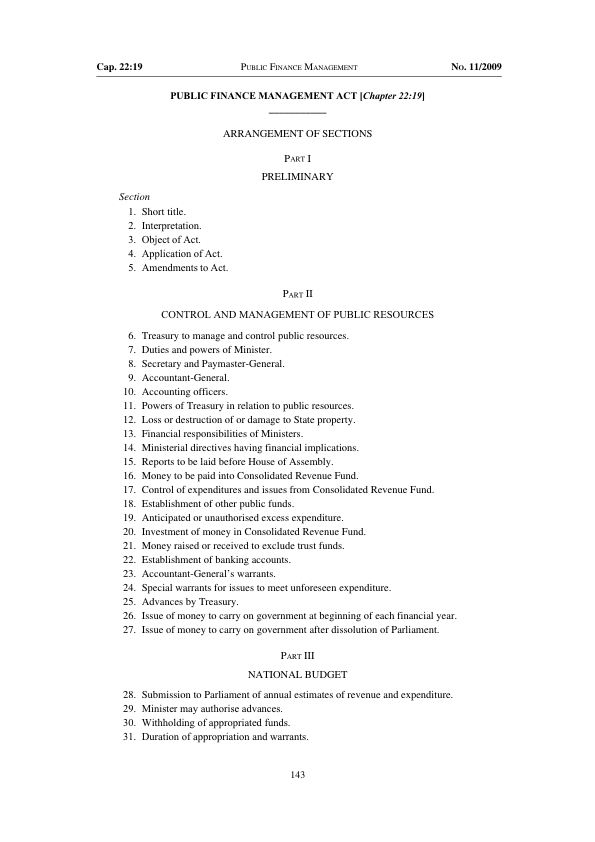 Cap. 22:19 PUBLIC FINANCE MANAGEMENT No. 11/2009
PUBLIC FINANCE MANAGEMENT ACT [Chapter 22:19]
ARRANGEMENT OF SECTIONS
PART I
PRELIMINARY
Section
1. Short title.
2. Interpretation.
3. Object of Act.
4. Application of Act.
5. Amendments to Act.
PART II
CONTROL AND MANAGEMENT OF PUBLIC RESOURCES
6. Treasury to manage and control public resources.
7. Duties and powers of Minister.
8. Secretary and Paymaster-General.
9. Accountant-General.
10. Accounting officers.
11. Powers of Treasury in relation to public resources.
12. Loss or destruction of or damage to State property.
13. Financial responsibilities of Ministers.
14. Ministerial directives having financial implications.
15. Reports to be laid before House of Assembly.
16. Money to be paid into Consolidated Revenue Fund.
17. Control of expenditures and issues from Consolidated Revenue Fund.
18. Establishment of other public funds.
19. Anticipated or unauthorised excess expenditure.
20. Investment of money in Consolidated Revenue Fund.
21. Money raised or received to exclude trust funds.
22. Establishment of banking accounts.
23. Accountant-General's warrants.
24. Special warrants for issues to meet unforeseen expenditure.
25. Advances by Treasury.
26. Issue of money to carry on government at beginning of each financial year.
27. Issue of money to carry on government after dissolution of Parliament.
PART III
NATIONAL BUDGET
28. Submission to Parliament of annual estimates of revenue and expenditure.
29. Minister may authorise advances.
30. Withholding of appropriated funds.
31. Duration of appropriation and warrants.
143